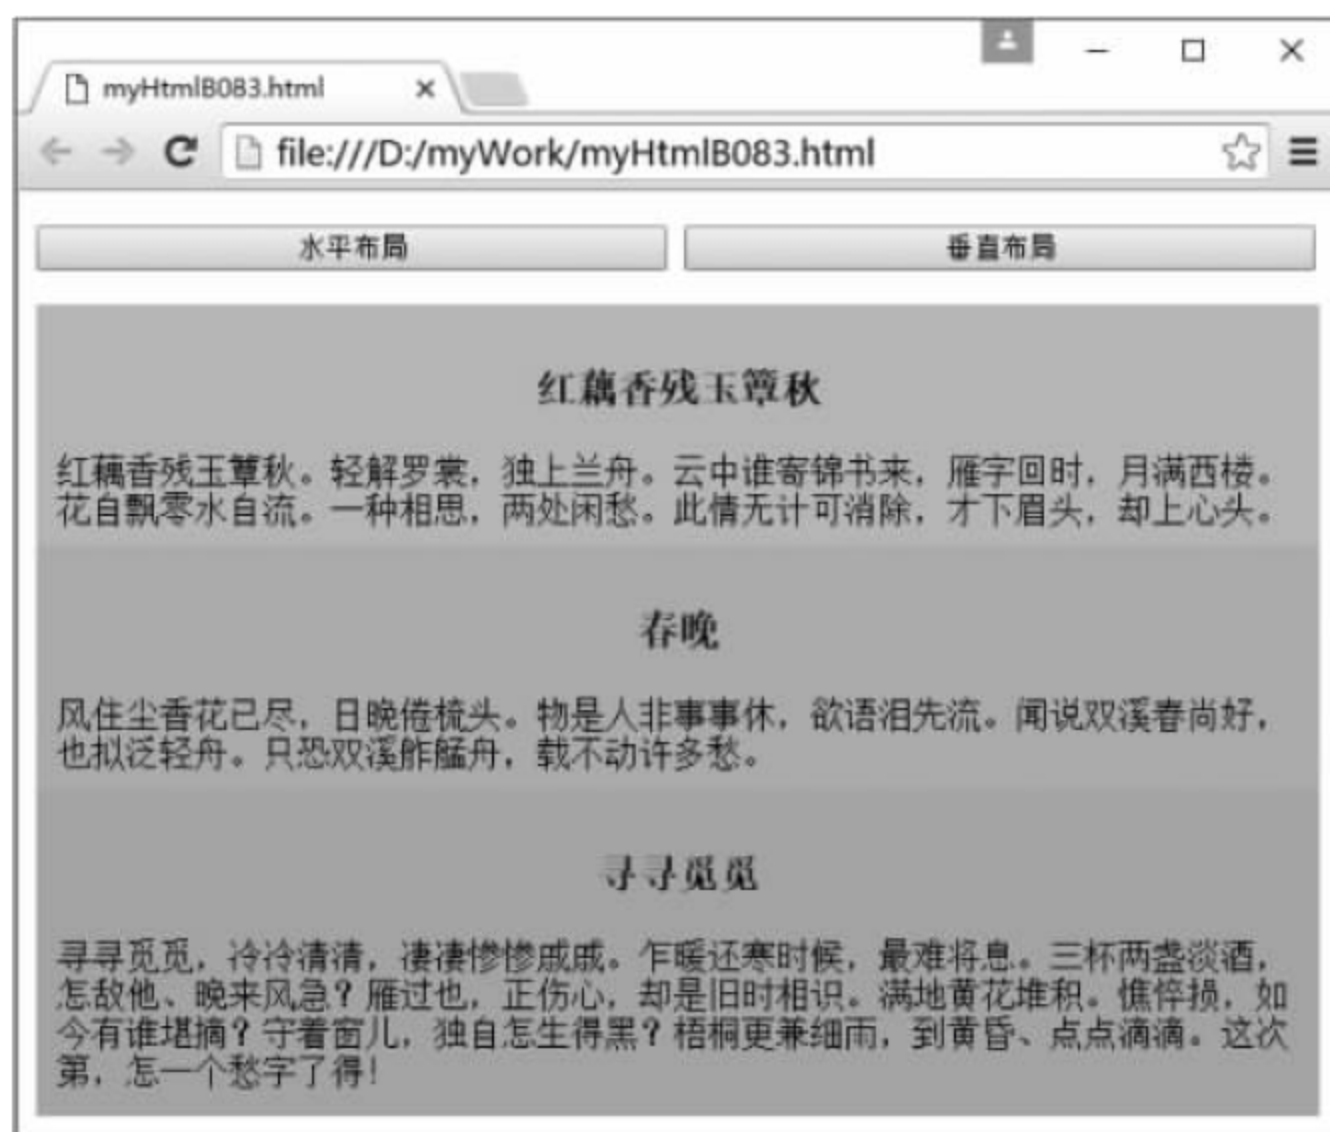 myHtmlB083.html
file:///D:/myWork/myHtmlB083.html
水平布局 垂直布局
红藕香残玉簟秋
红藕香残玉簟秋。轻解罗裳，独上兰舟。云中谁寄锦书来，雁字回时，月满西楼。
花自飘零水自流。一种相思，两处闲愁。此情无计可消除，才下眉头，却上心头。
春晚
风住尘香花已尽，日晚倦梳头。物是人非事事休，欲语泪先流。闻说双溪春尚好，
也拟泛轻舟。只恐双溪舴艋舟，载不动许多愁。
寻寻觅觅
寻寻觅觅，冷冷清清，凄凄惨惨戚戚。乍暖还寒时候，最难将息。三杯两盏淡酒，
怎敌他、晚来风急？雁过也，正伤心，却是旧时相识。满地黄花堆积。憔悴损，如
今有谁堪摘？守着窗儿，独自怎生得黑？梧桐更兼细雨，到黄昏、点点滴滴。这次
第，怎一个愁字了得！